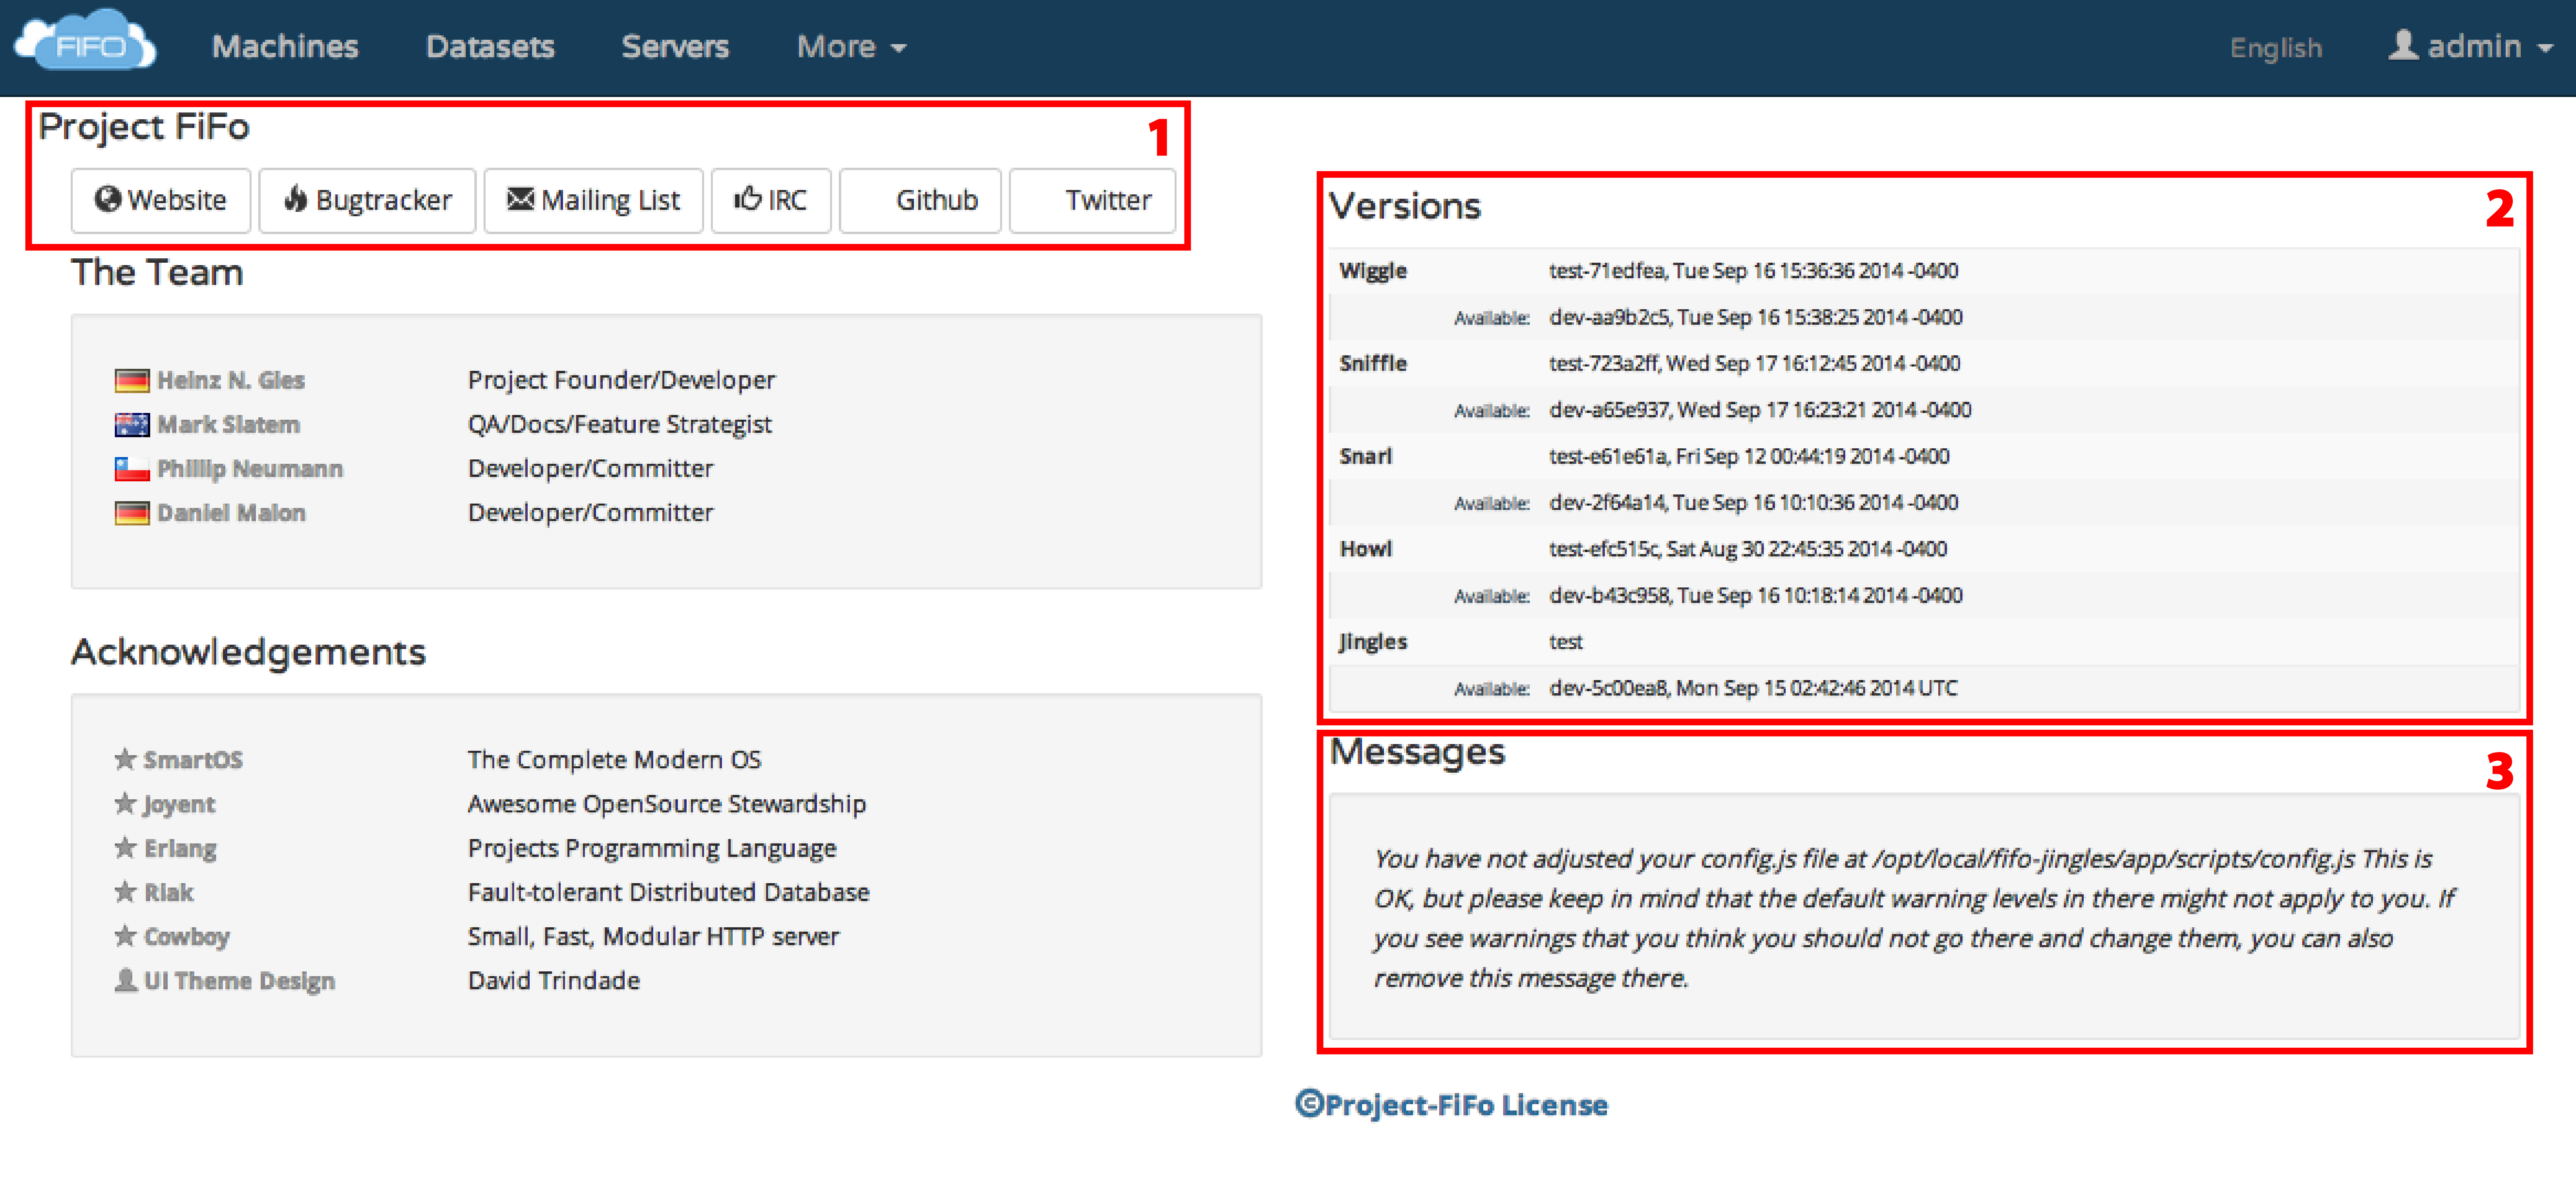 FIFO Machines Datasets Servers More English admin
Project FiFo
1
Website Bugtracker Mailing List IRC Github Twitter
The Team
Heinz N. Gies Project Founder/Developer
Mark Slatem QA/Docs/Feature Strategist
Phillip Neumann Developer/Committer
Daniel Malon Developer/Committer
Acknowledgements
SmartOS The Complete Modern OS
Joyent Awesome OpenSource Stewardship
Erlang Projects Programming Language
Riak Fault-tolerant Distributed Database
Cowboy Small, Fast, Modular HTTP server
UI Theme Design David Trindade
Versions
2
Wiggle test-71edfea, Tue Sep 16 15:36:36 2014 -0400
Available: dev-aa9b2c5, Tue Sep 16 15:38:25 2014 -0400
Sniffle test-723a2ff, Wed Sep 17 16:12:45 2014 -0400
Available: dev-a65e937, Wed Sep 17 16:23:21 2014 -0400
Snarl test-e61e61a, Fri Sep 12 00:44:19 2014 -0400
Available: dev-2f64a14, Tue Sep 16 10:10:36 2014 -0400
Howl test-efc515c, Sat Aug 30 22:45:35 2014 -0400
Available: dev-b43c958, Tue Sep 16 10:18:14 2014 -0400
Jingles test
Available: dev-5c00ea8, Mon Sep 15 02:42:46 2014 UTC
Messages
3
You have not adjusted your config.js file at /opt/local/fifo-jingles/app/scripts/config.js This is
OK, but please keep in mind that the default warning levels in there might not apply to you. If
you see warnings that you think you should not go there and change them, you can also
remove this message there.
©Project-FiFo License